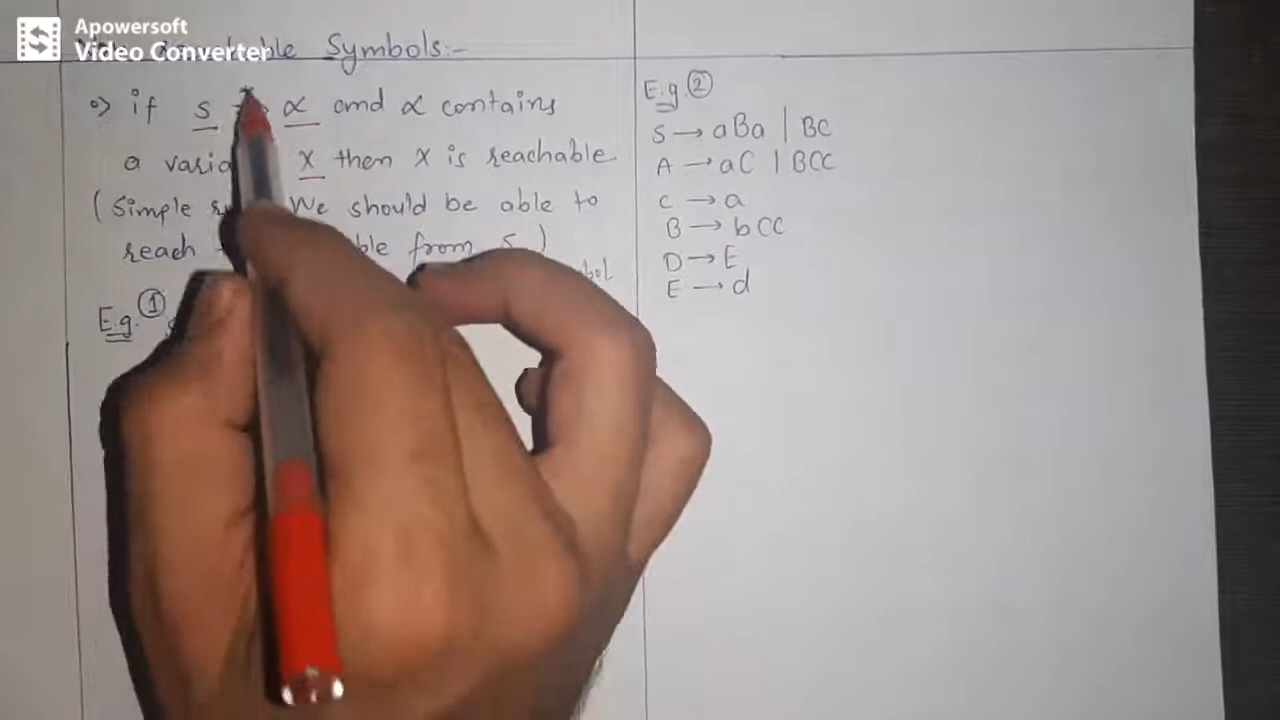 Apowersoft
Video Converter
Symbols:-
if S α and α contains
a X then X is reachable.
(Simple We should be able to
reach from S)
E.g. ①
E.g. ②
S → aBa | BC
A → aC | BCC
C → a
B → bCC
D → E
E → d